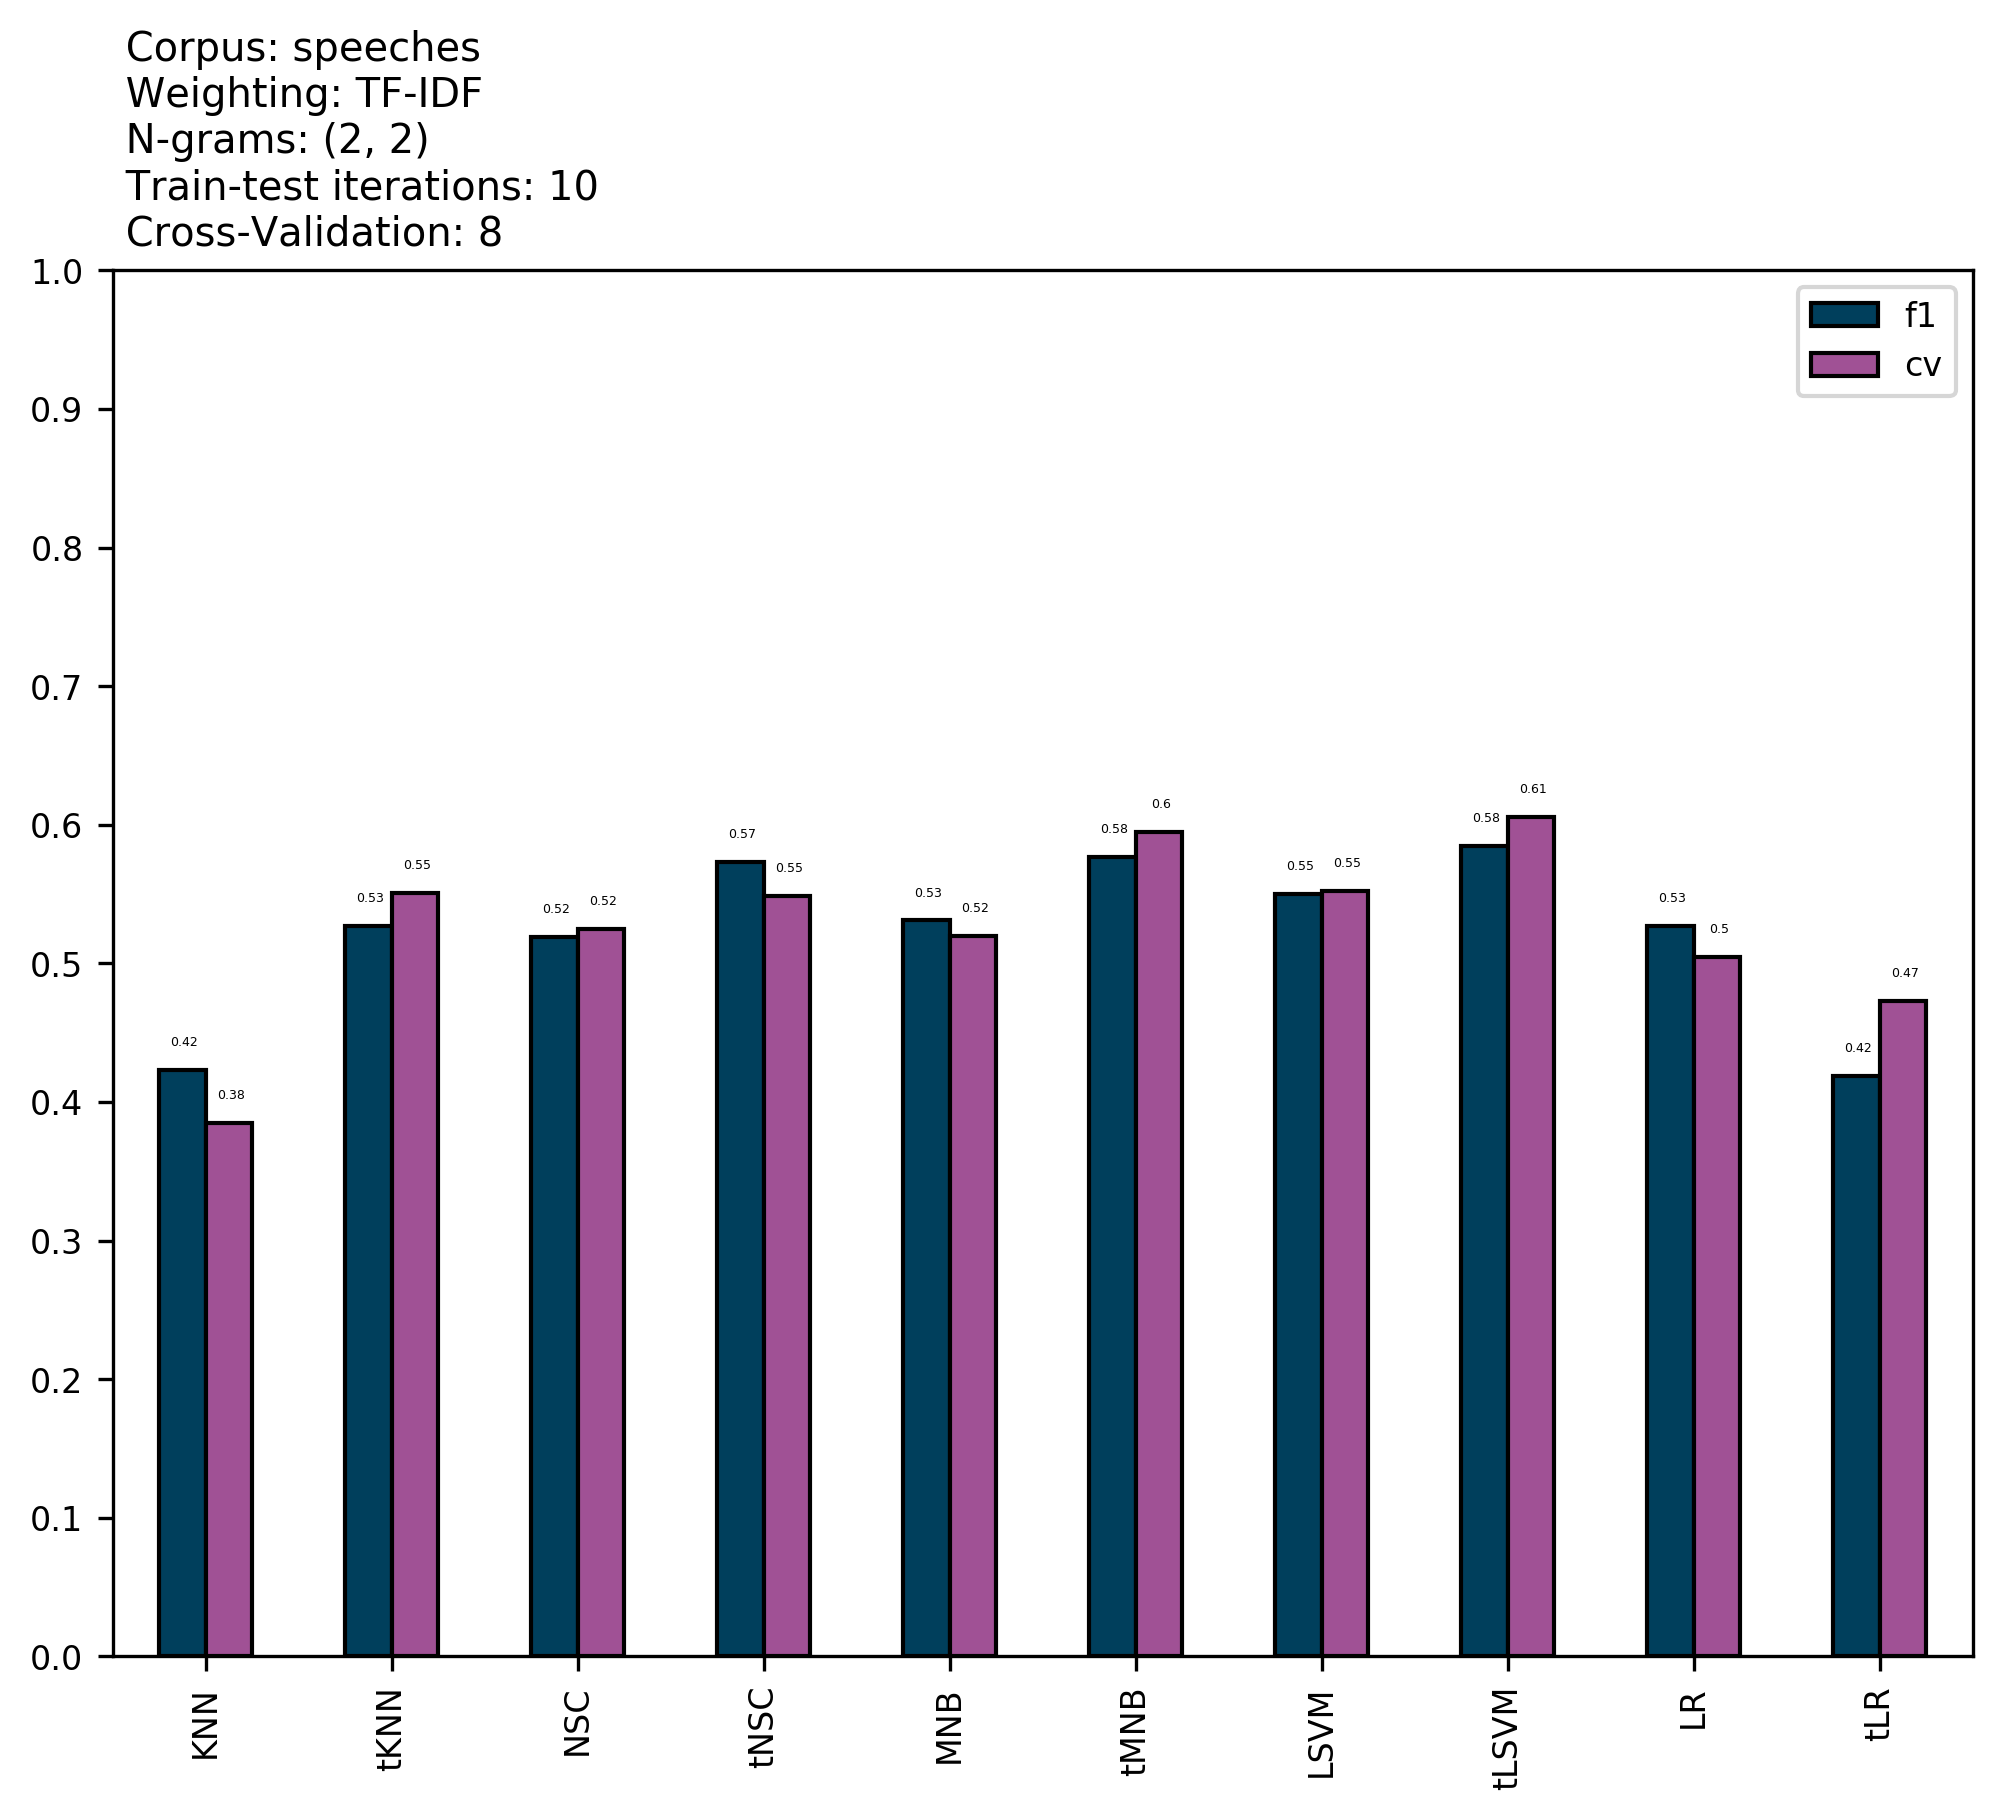 Corpus: speeches
Weighting: TF-IDF
N-grams: (2, 2)
Train-test iterations: 10
Cross-Validation: 8
1.0
0.9
0.8
0.7
0.6
0.5
0.4
0.3
0.2
0.1
0.0
f1
cv
0.42
0.38
0.53
0.55
0.52
0.52
0.57
0.55
0.53
0.52
0.58
0.6
0.55
0.55
0.58
0.61
0.53
0.5
0.42
0.47
KNN
tKNN
NSC
tNSC
MNB
tMNB
LSVM
tLSVM
LR
tLR